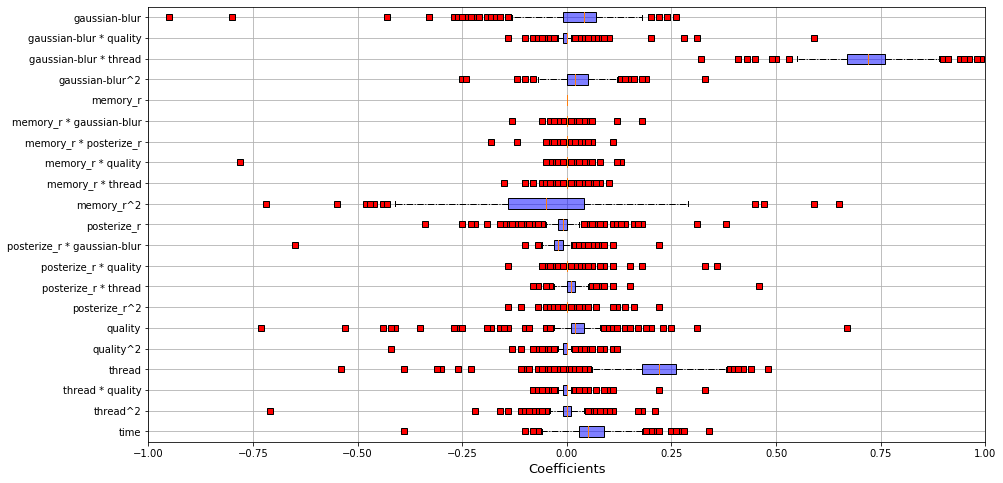 gaussian-blur
gaussian-blur * quality
gaussian-blur * thread
gaussian-blur^2
memory_r
memory_r * gaussian-blur
memory_r * posterize_r
memory_r * quality
memory_r * thread
memory_r^2
posterize_r
posterize_r * gaussian-blur
posterize_r * quality
posterize_r * thread
posterize_r^2
quality
quality^2
thread
thread * quality
thread^2
time
−1.00 −0.75 −0.50 −0.25 0.00 0.25 0.50 0.75 1.00
Coefficients